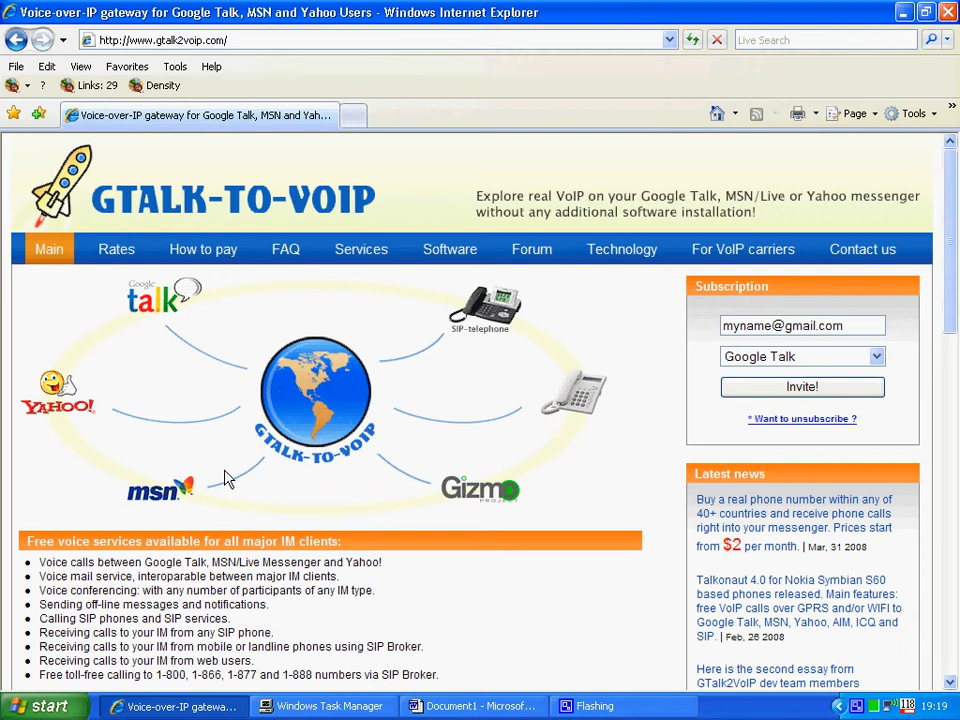 Voice-over-IP gateway for Google Talk, MSN and Yahoo Users - Windows Internet Explorer
http://www.gtalk2voip.com/
Live Search
File Edit View Favorites Tools Help
? Links: 29 Density
Voice-over-IP gateway for Google Talk, MSN and Yah...
Page Tools
GTALK-TO-VOIP
Explore real VoIP on your Google Talk, MSN/Live or Yahoo messenger
without any additional software installation!
Main Rates How to pay FAQ Services Software Forum Technology For VoIP carriers Contact us
Google
talk
SIP-telephone
YAHOO!
GTALK-TO-VOIP
msn
Gizmo
PROJECT
Subscription
myname@gmail.com
Google Talk
Invite!
* Want to unsubscribe ?
Latest news
Buy a real phone number within any of
40+ countries and receive phone calls
right into your messenger. Prices start
from $2 per month. | Mar, 31 2008
Talkonaut 4.0 for Nokia Symbian S60
based phones released. Main features:
free VoIP calls over GPRS and/or WIFI to
Google Talk, MSN, Yahoo, AIM, ICQ and
SIP. | Feb, 26 2008
Here is the second essay from
GTalk2VoIP dev team members
Free voice services available for all major IM clients:
Voice calls between Google Talk, MSN/Live Messenger and Yahoo!
Voice mail service, interoparable between major IM clients.
Voice conferencing: with any number of participants of any IM type.
Sending off-line messages and notifications.
Calling SIP phones and SIP services.
Receiving calls to your IM from any SIP phone.
Receiving calls to your IM from mobile or landline phones using SIP Broker.
Receiving calls to your IM from web users.
Free toll-free calling to 1-800, 1-866, 1-877 and 1-888 numbers via SIP Broker.
start
Voice-over-IP gatewa...
Windows Task Manager
Document1 - Microsof...
Flashing
118
19:19